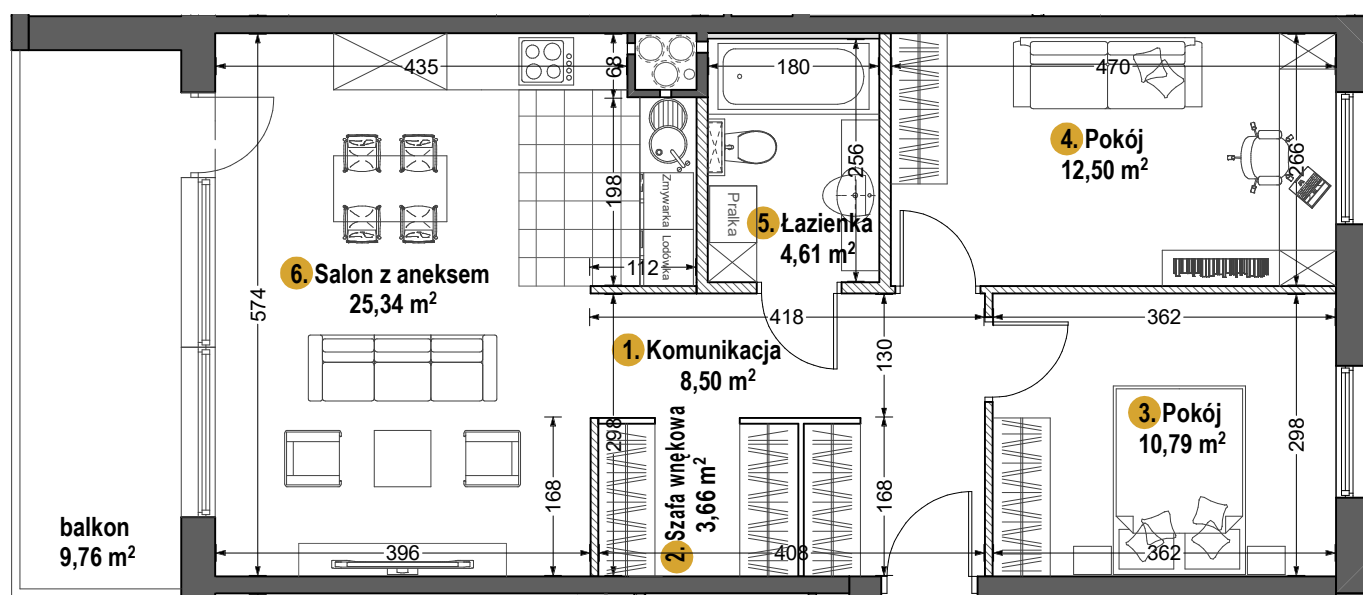 435
68
180
470
4. Pokój
12,50 m²
266
256
198
Zmywarka
Lodówka
Pralka
5. Łazienka
4,61 m²
112
6. Salon z aneksem
25,34 m²
574
418
362
1. Komunikacja
8,50 m²
130
298
2. Szafa wnękowa
3,66 m²
168
168
3. Pokój
10,79 m²
298
balkon
9,76 m²
396
408
362